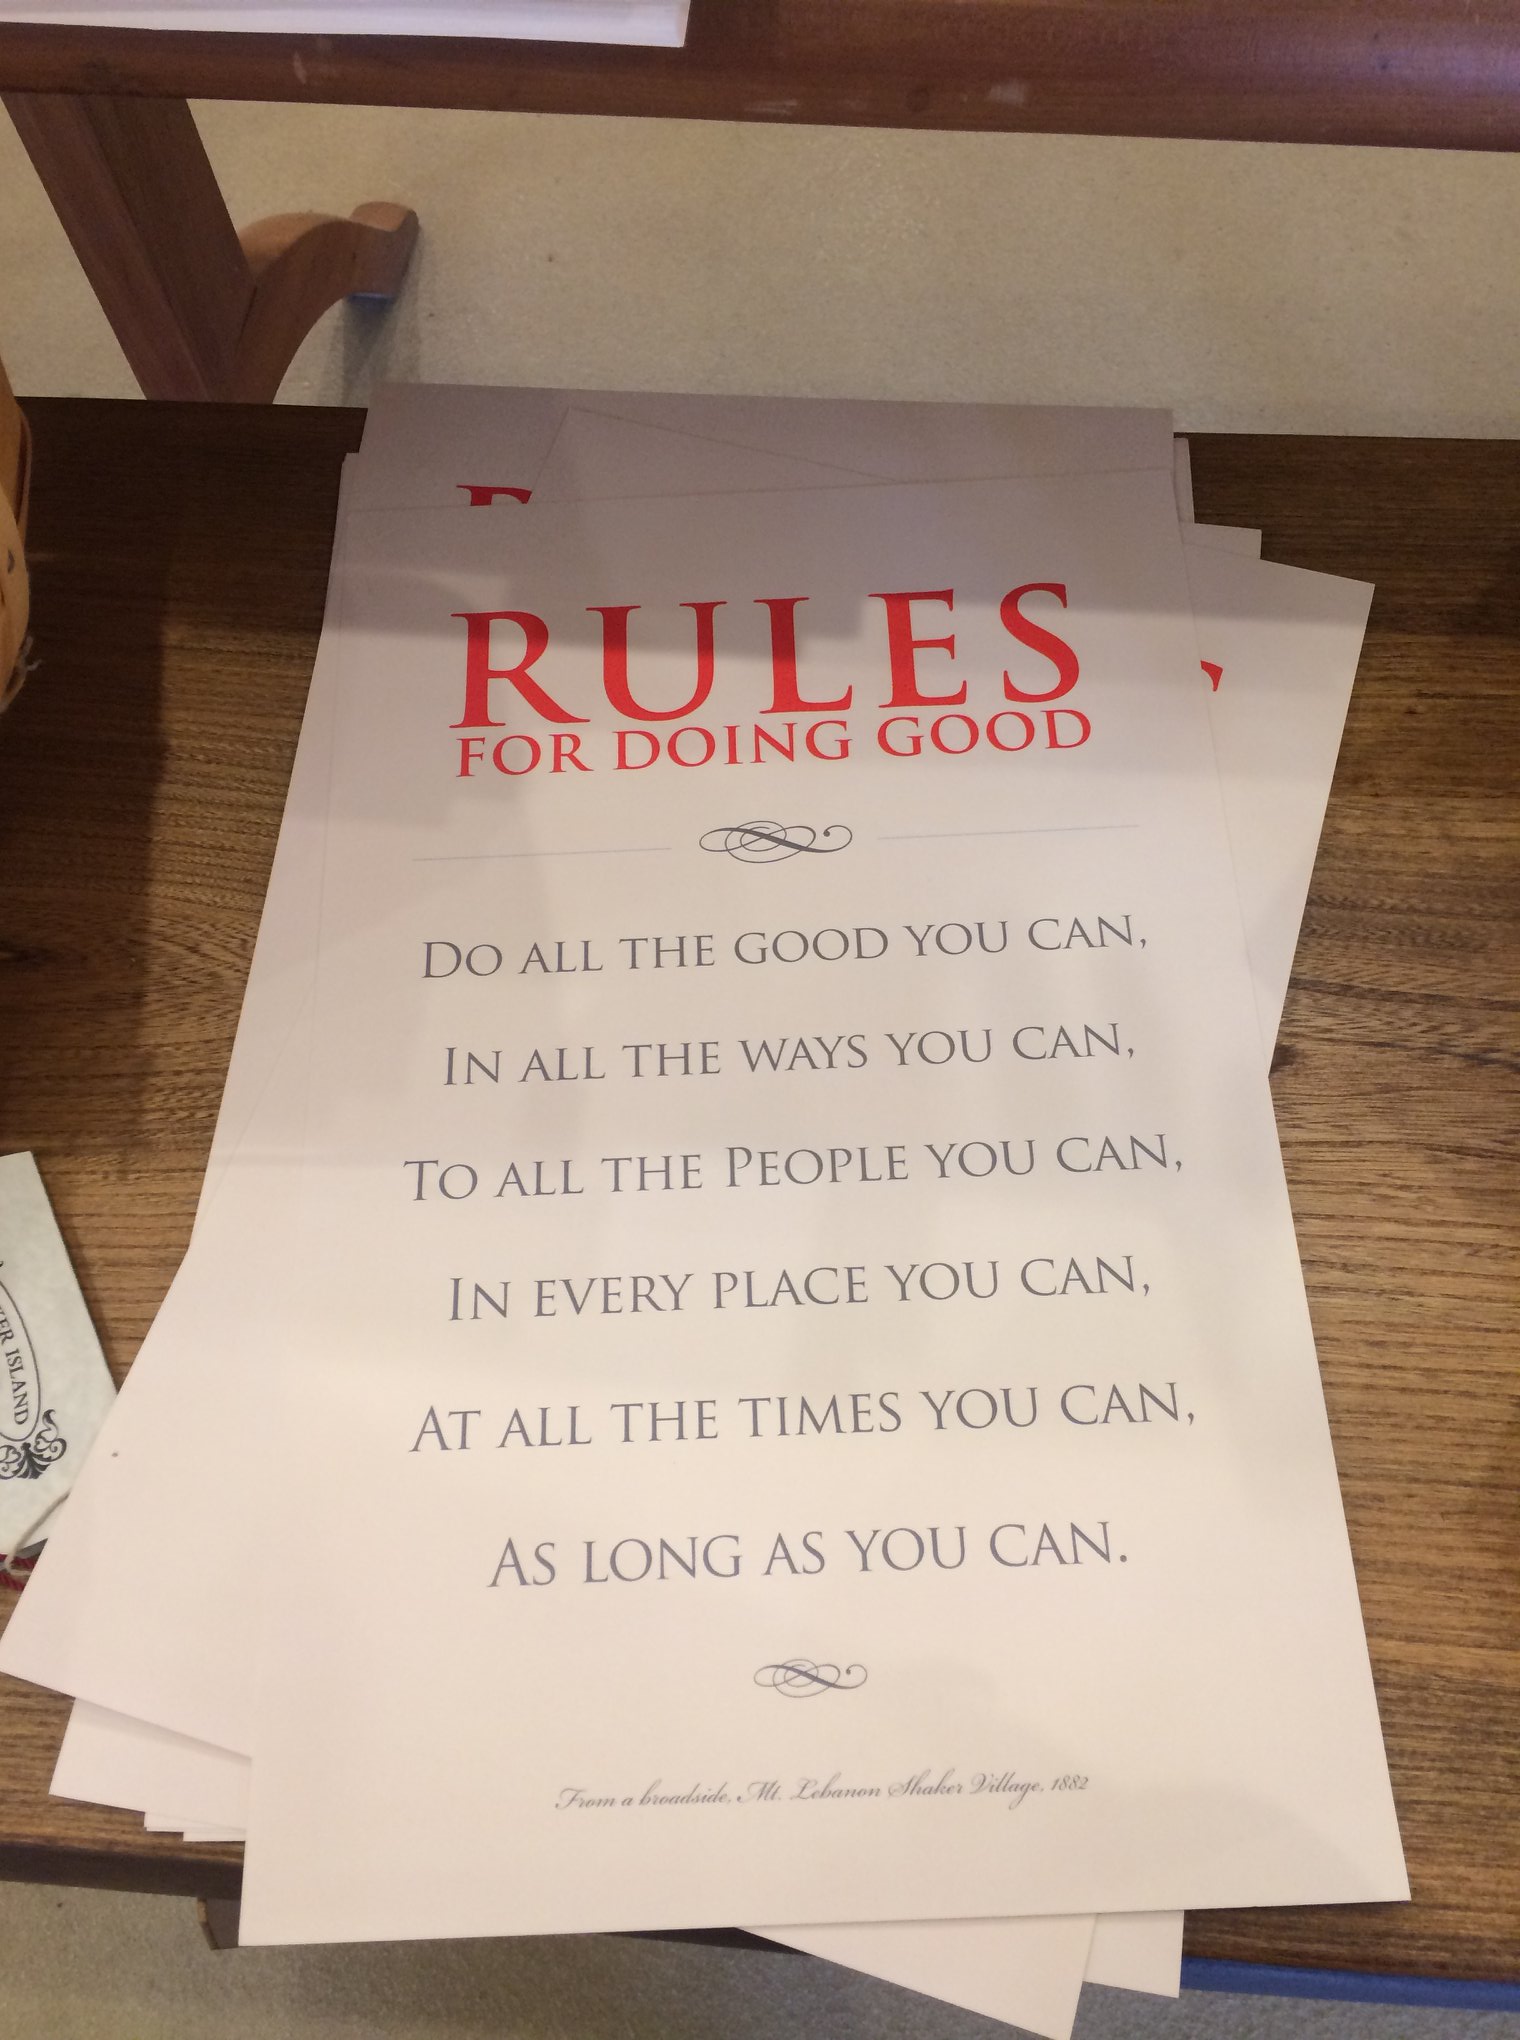 RULES
FOR DOING GOOD
DO ALL THE GOOD YOU CAN,
IN ALL THE WAYS YOU CAN,
TO ALL THE PEOPLE YOU CAN,
IN EVERY PLACE YOU CAN,
AT ALL THE TIMES YOU CAN,
AS LONG AS YOU CAN.
From a broadside, Mt. Lebanon Shaker Village, 1882
ISLAND